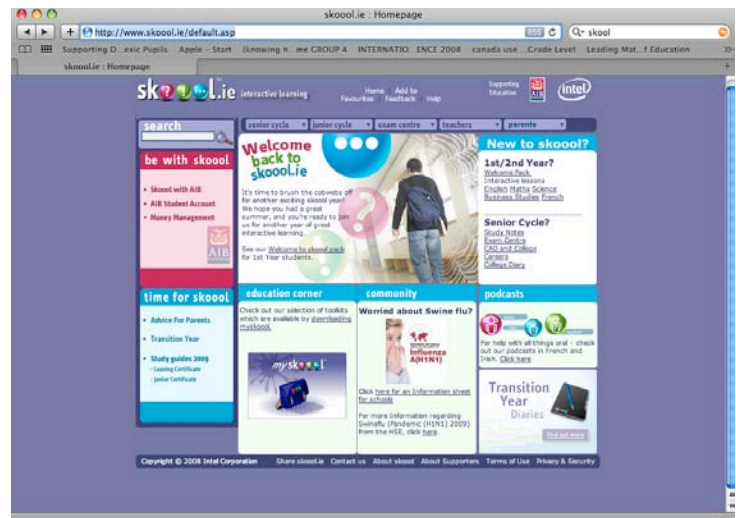 skoool.ie : Homepage
http://www.skoool.ie/default.asp
RSS
skool
Supporting D...exic Pupils Apple - Start (knowing n...me GROUP 4 INTERNATIO...ENCE 2008 canada use ...Grade Level Leading Mat...f Education
skoool.ie : Homepage
skoool.ie interactive learning
Home Add to Favourites Feedback Help
Supporting Education
AIB
intel
search
senior cycle junior cycle exam centre teachers parents
be with skoool
Skoool with AIB
AIB Student Account
Money Management
AIB
time for skoool
Advice For Parents
Transition Year
Study guides 2009
- Leaving Certificate
- Junior Certificate
Welcome
back to
skoool.ie
It's time to brush the cobwebs off
for another exciting skoool year!
We hope you had a great
summer, and you're ready to join
us for another year of great
interactive learning.
See our Welcome to skoool pack
for 1st Year students.
New to skoool?
1st/2nd Year?
Welcome Pack
Interactive lessons
English Maths Science
Business Studies French
Senior Cycle?
Study Notes
Exam Centre
CAO and College
Careers
College Diary
education corner
Check out our selection of toolkits
which are available by downloading
myskoool.
my skoool
community
Worried about Swine flu?
Influenza
A(H1N1)
Click here for an Information sheet
for schools
For more Information regarding
Swineflu (Pandemic (H1N1) 2009)
from the HSE, click here.
podcasts
For help with all things oral - check
out our podcasts in French and
Irish. Click here
Transition
Year
Diaries
Find out more
Copyright © 2008 Intel Corporation Share skoool.ie Contact us About skoool About Supporters Terms of Use Privacy & Security